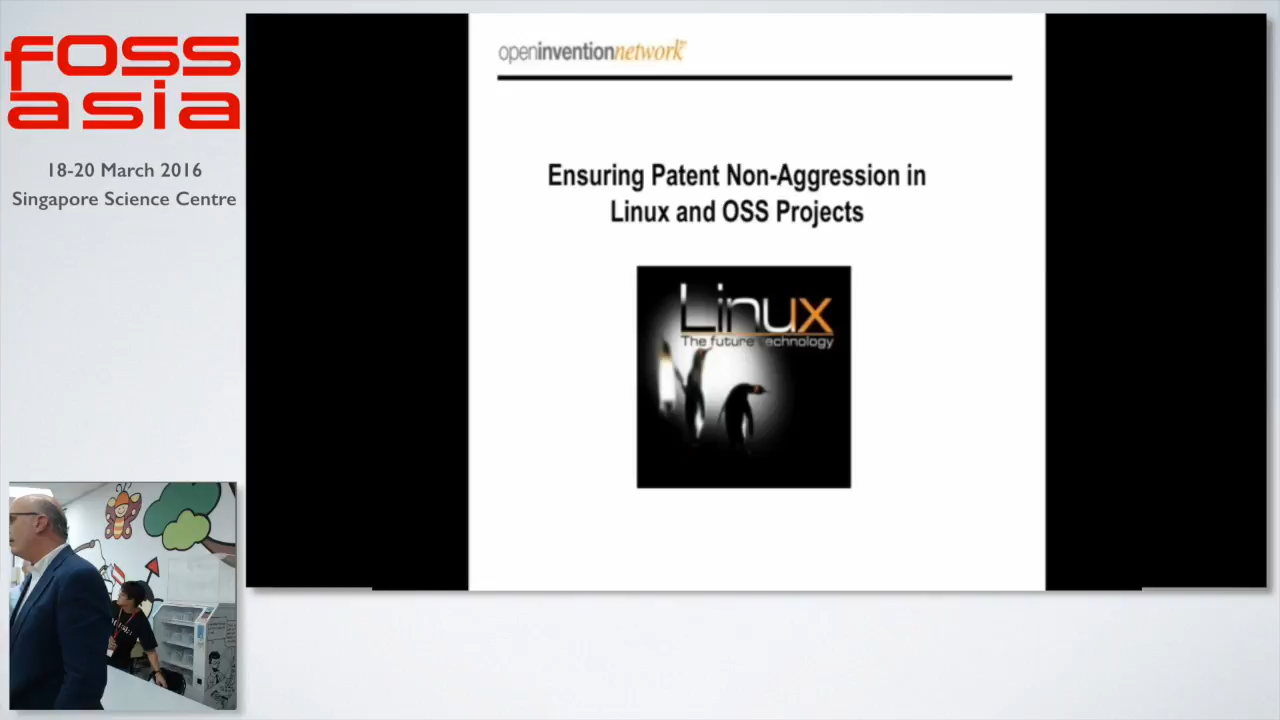 foss
asia
18-20 March 2016
Singapore Science Centre
openinventionnetwork
Ensuring Patent Non-Aggression in
Linux and OSS Projects
Linux
The future technology